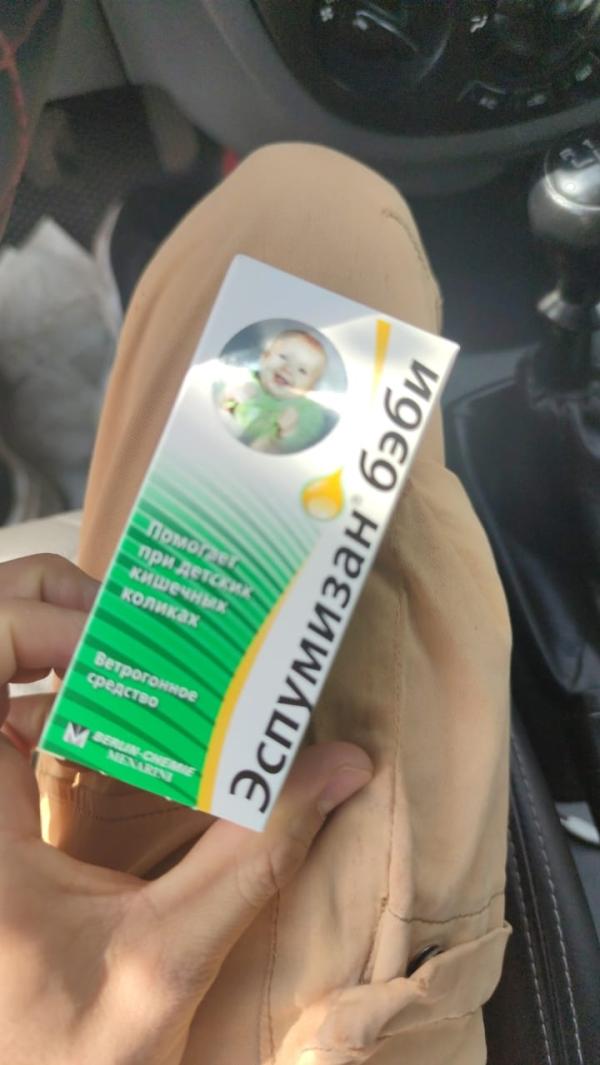 Эспумизан® бэби
Помогает
при детских
кишечных
коликах
Ветрогонное
средство
BERLIN-CHEMIE
MENARINI